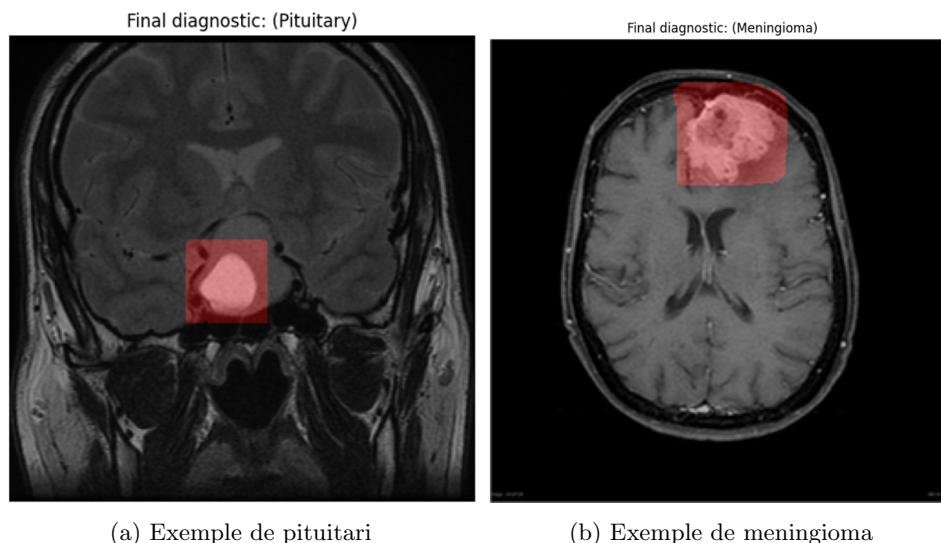 Final diagnostic: (Pituitary)
Final diagnostic: (Meningioma)
(a) Exemple de pituitari
(b) Exemple de meningioma